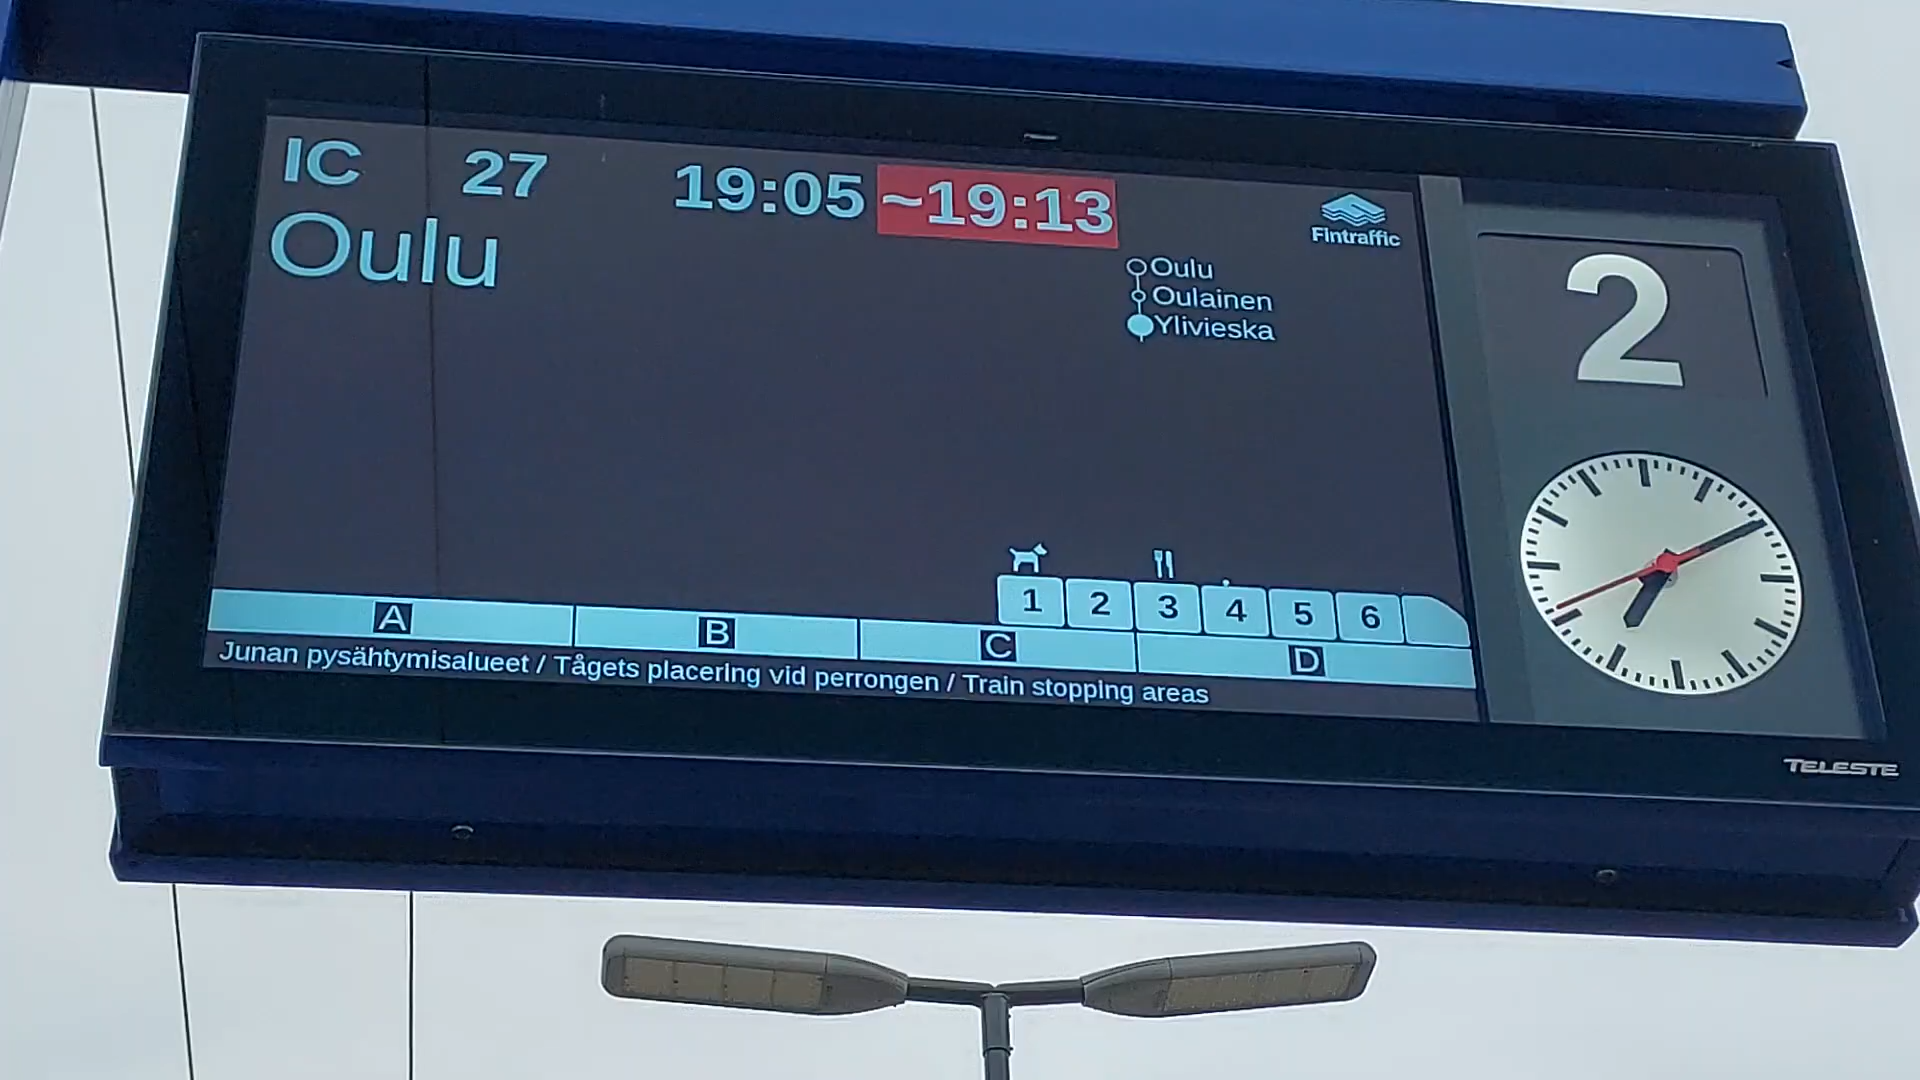 IC 27 19:05 ~19:13
Oulu
Fintraffic
Oulu
Oulainen
Ylivieska
2
1 2 3 4 5 6
A B C D
Junan pysähtymisalueet / Tågets placering vid perrongen / Train stopping areas
TELESTE